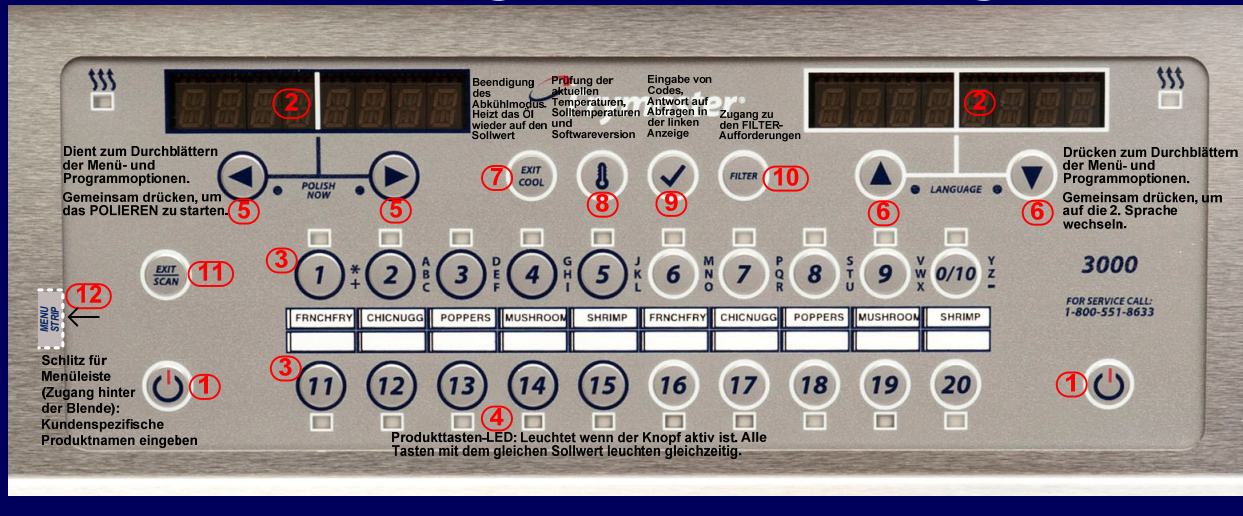 2
2
Beendigung
des
Abkühlmodus.
Heizt das Öl
wieder auf den
Sollwert
Prüfung der
aktuellen
Temperaturen,
Solltemperaturen
und
Softwareversion
Eingabe von
Codes,
Antwort auf
Abfragen in
der linken
Anzeige
Zugang zu
den FILTER-
Aufforderungen
Dient zum Durchblättern
der Menü- und
Programmoptionen.
Gemeinsam drücken, um
das POLIEREN zu starten.
POLISH
NOW
5
5
7
EXIT
COOL
8
9
FILTER
10
LANGUAGE
6
6
Drücken zum Durchblättern
der Menü- und
Programmoptionen.
Gemeinsam drücken, um
auf die 2. Sprache
wechseln.
EXIT
SCAN
11
3
1 * + 2 A B C 3 D E F 4 G H I 5 J K L 6 M N O 7 P Q R 8 S T U 9 V W X 0/10 Y Z -
3000
FOR SERVICE CALL:
1-800-551-8633
MENU
STRIP
12
FRNCHFRY CHICNUGG POPPERS MUSHROOM SHRIMP FRNCHFRY CHICNUGG POPPERS MUSHROOM SHRIMP
Schlitz für
Menüleiste
(Zugang hinter
der Blende):
Kundenspezifische
Produktnamen eingeben
1
3
11 12 13 14 15 16 17 18 19 20
1
4
Produkttasten-LED: Leuchtet wenn der Knopf aktiv ist. Alle
Tasten mit dem gleichen Sollwert leuchten gleichzeitig.